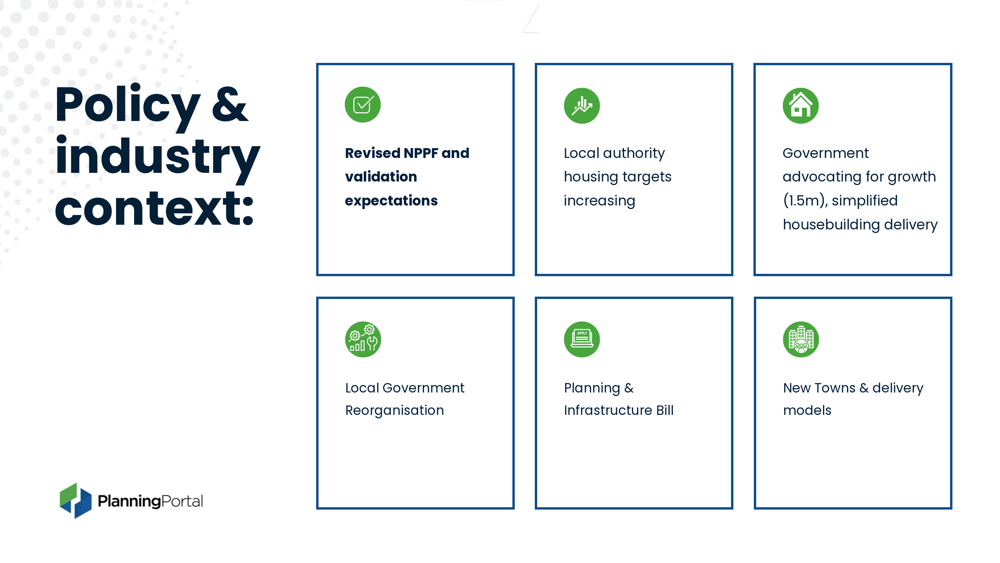 Policy &
industry
context:
Revised NPPF and
validation
expectations
Local authority
housing targets
increasing
Government
advocating for growth
(1.5m), simplified
housebuilding delivery
Local Government
Reorganisation
APPLY
Planning &
Infrastructure Bill
New Towns & delivery
models
PlanningPortal